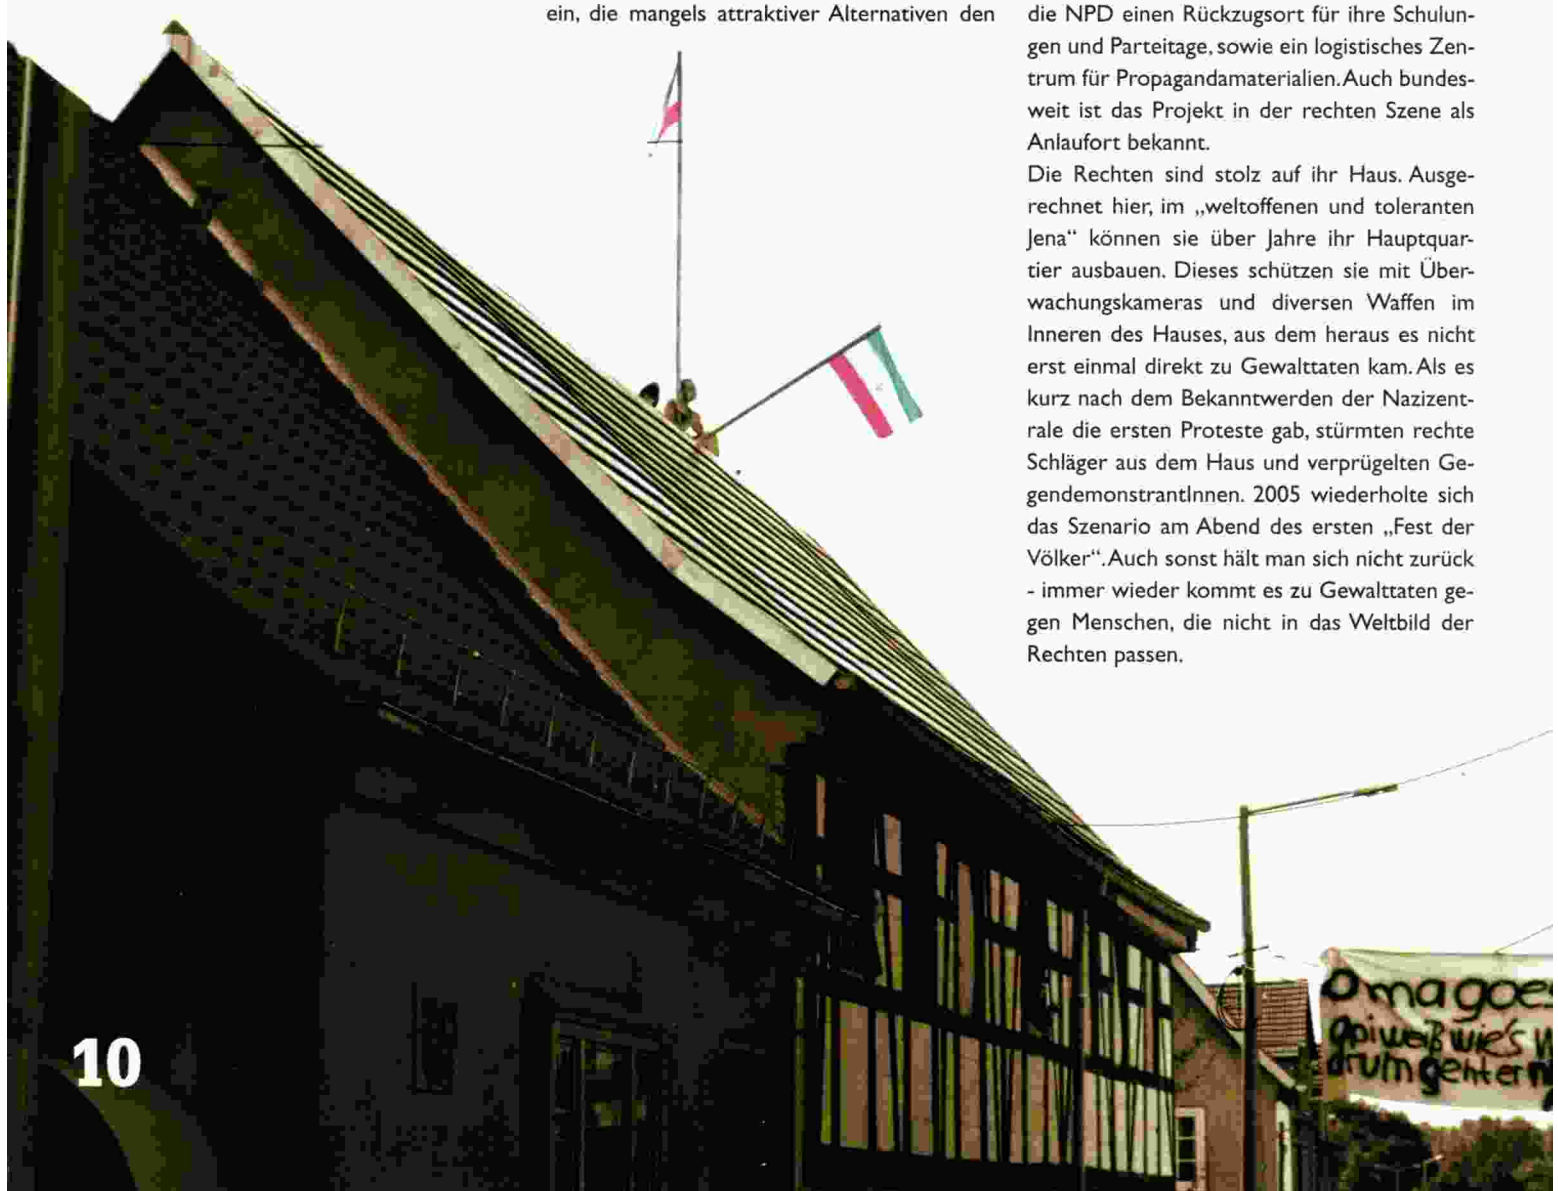 ein, die mangels attraktiver Alternativen den
die NPD einen Rückzugsort für ihre Schulun-
gen und Parteitage, sowie ein logistisches Zen-
trum für Propagandamaterialien. Auch bundes-
weit ist das Projekt in der rechten Szene als
Anlaufort bekannt.
Die Rechten sind stolz auf ihr Haus. Ausge-
rechnet hier, im „weltoffenen und toleranten
Jena“ können sie über Jahre ihr Hauptquar-
tier ausbauen. Dieses schützen sie mit Über-
wachungskameras und diversen Waffen im
Inneren des Hauses, aus dem heraus es nicht
erst einmal direkt zu Gewalttaten kam. Als es
kurz nach dem Bekanntwerden der Nazizent-
rale die ersten Proteste gab, stürmten rechte
Schläger aus dem Haus und verprügelten Ge-
gendemonstrantInnen. 2005 wiederholte sich
das Szenario am Abend des ersten „Fest der
Völker“. Auch sonst hält man sich nicht zurück
- immer wieder kommt es zu Gewalttaten ge-
gen Menschen, die nicht in das Weltbild der
Rechten passen.
Oma goes
weiß wie's
drum geht er
10